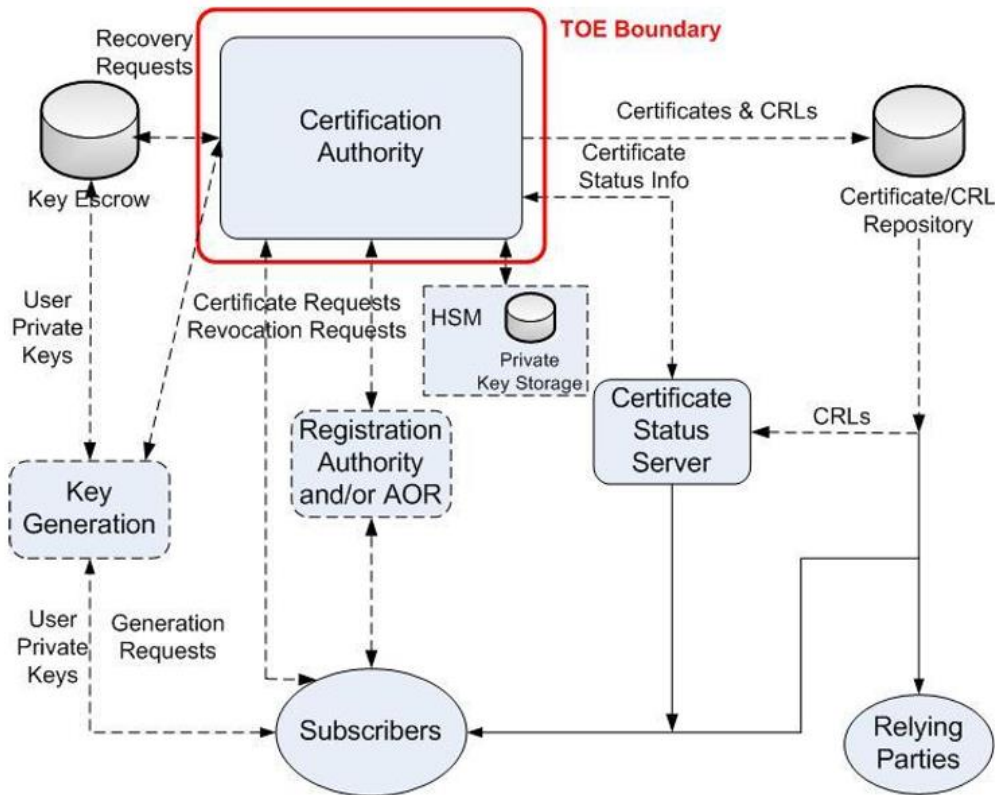 TOE Boundary
Recovery
Requests
Certification
Authority
Certificates & CRLs
Certificate
Status Info
Key Escrow
Certificate/CRL
Repository
User
Private
Keys
Certificate Requests
Revocation Requests
HSM
Private
Key Storage
Certificate
Status
Server
CRLs
Registration
Authority
and/or AOR
Key
Generation
User
Private
Keys
Generation
Requests
Subscribers
Relying
Parties